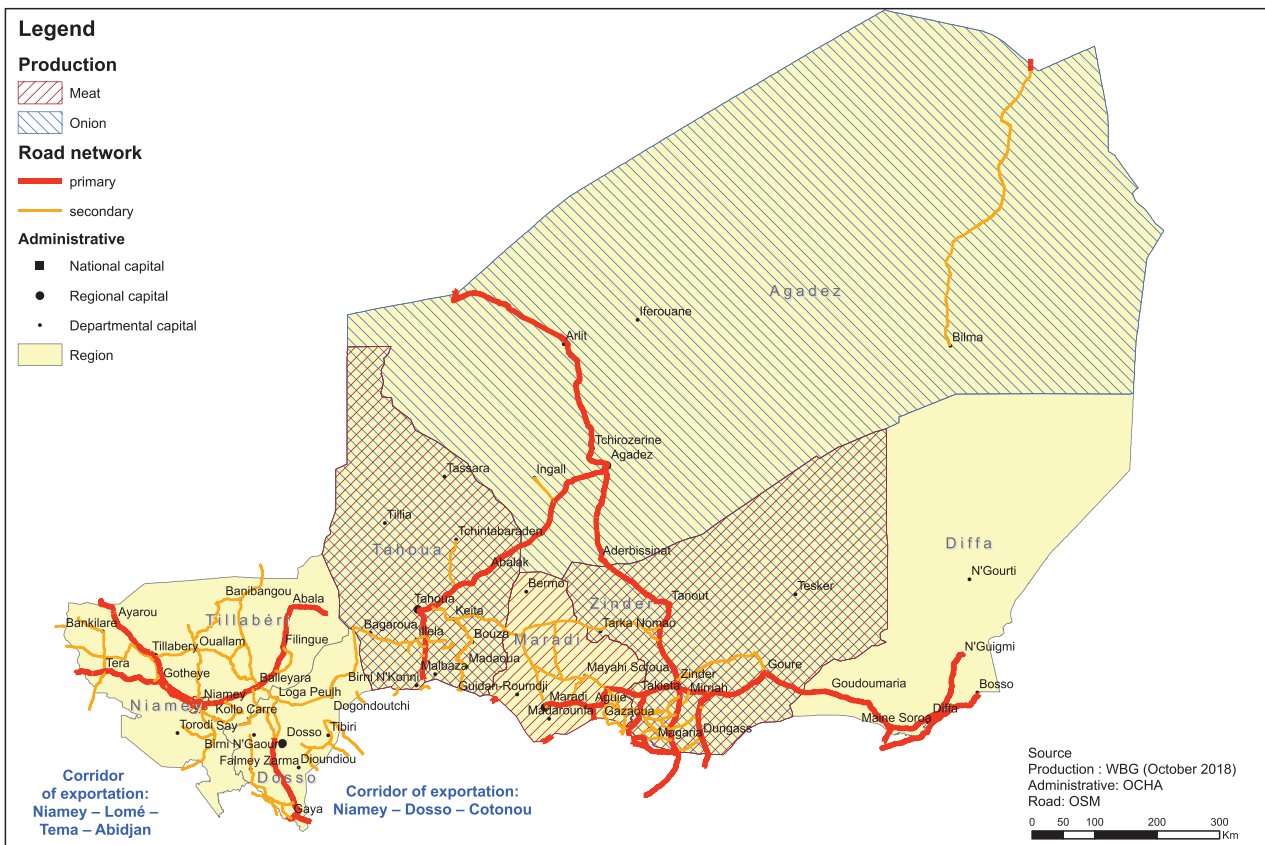 Legend
Production
Meat
Onion
Road network
primary
secondary
Administrative
National capital
Regional capital
Departmental capital
Region
Agadez
Iferouane
Arlit
Bilma
Tchirozerine
Agadez
Ingall
Tassara
Tillia
Tchintabaraden
Tahoua
Abalak
Aderbissinat
Diffa
N'Gourti
Tesker
Bermo
Zinder
Tanout
Tarka Nomao
Tahoua
Keita
Bagaroua
Illela
Bouza
Maradi
Madaoua
Malbaza
Birni N'Konni
Guidan-Roumdji
Mayahi
Maradi
Aguie
Madarounfa
Gazaoua
Takieta
Zinder
Mirriah
Magaria
Dungass
Goure
Goudoumaria
Maine Soroa
Diffa
N'Guigmi
Bosso
Banibangou
Abala
Ayarou
Tillabéri
Bankilare
Tillabery
Ouallam
Filingue
Tera
Gotheye
Balleyara
Niamey
Loga
Peulh
Niamey
Kollo
Carre
Dogondoutchi
Torodi
Say
Dosso
Tibiri
Birni N'Gaour
Falmey
Zarma
Dioundiou
Dosso
Gaya
Corridor
of exportation:
Niamey – Lomé –
Tema – Abidjan
Corridor of exportation:
Niamey – Dosso – Cotonou
Source
Production : WBG (October 2018)
Administrative: OCHA
Road: OSM
0 50 100 200 300
Km